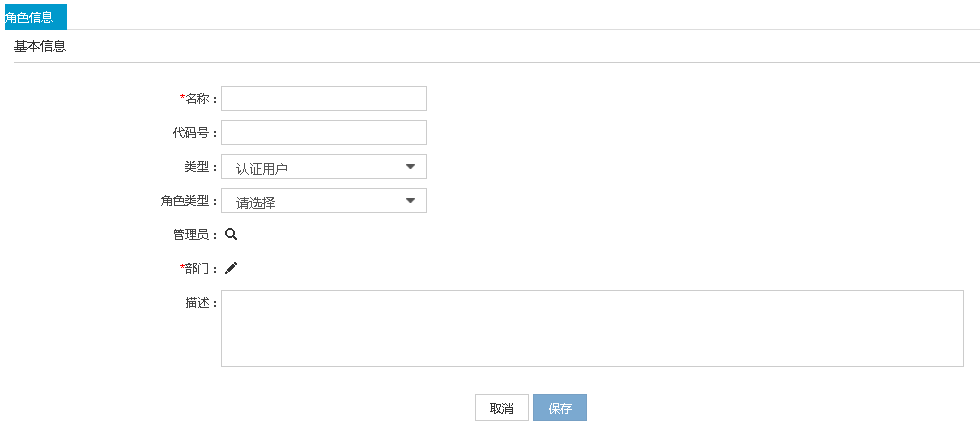 角色信息
基本信息
*名称：
代码号：
类型： 认证用户
角色类型： 请选择
管理员：
*部门：
描述：
取消 保存